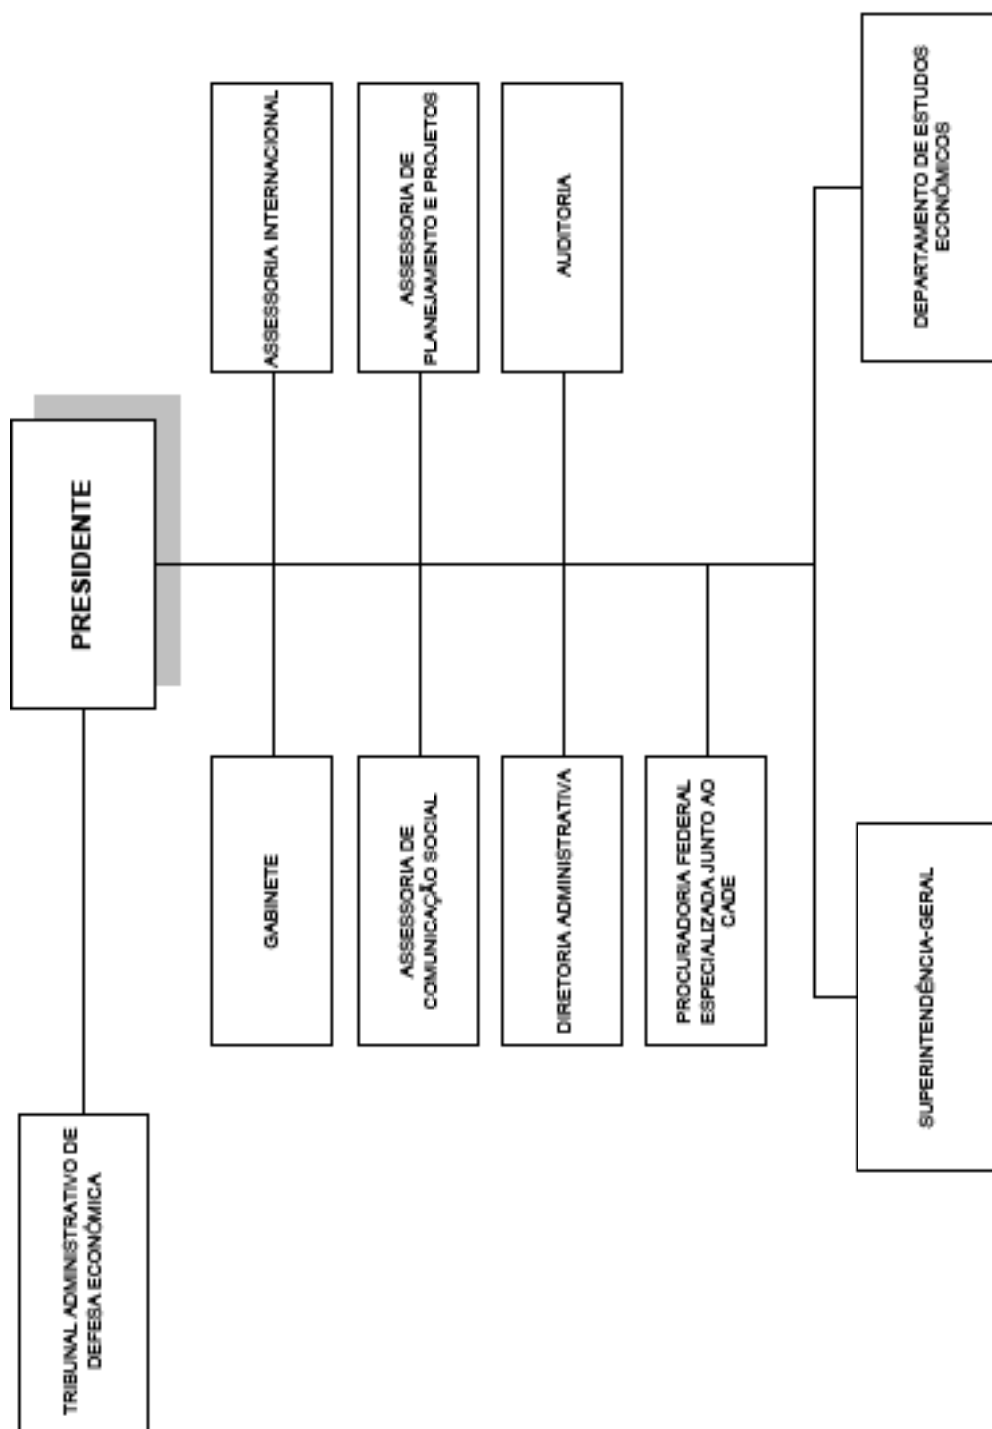 TRIBUNAL ADMINISTRATIVO DE
DEFESA ECONÔMICA
PRESIDENTE
GABINETE
ASSESSORIA INTERNACIONAL
ASSESSORIA DE
COMUNICAÇÃO SOCIAL
ASSESSORIA DE
PLANEJAMENTO E PROJETOS
DIRETORIA ADMINISTRATIVA
AUDITORIA
PROCURADORIA FEDERAL
ESPECIALIZADA JUNTO AO
CADE
SUPERINTENDÊNCIA-GERAL
DEPARTAMENTO DE ESTUDOS
ECONÔMICOS